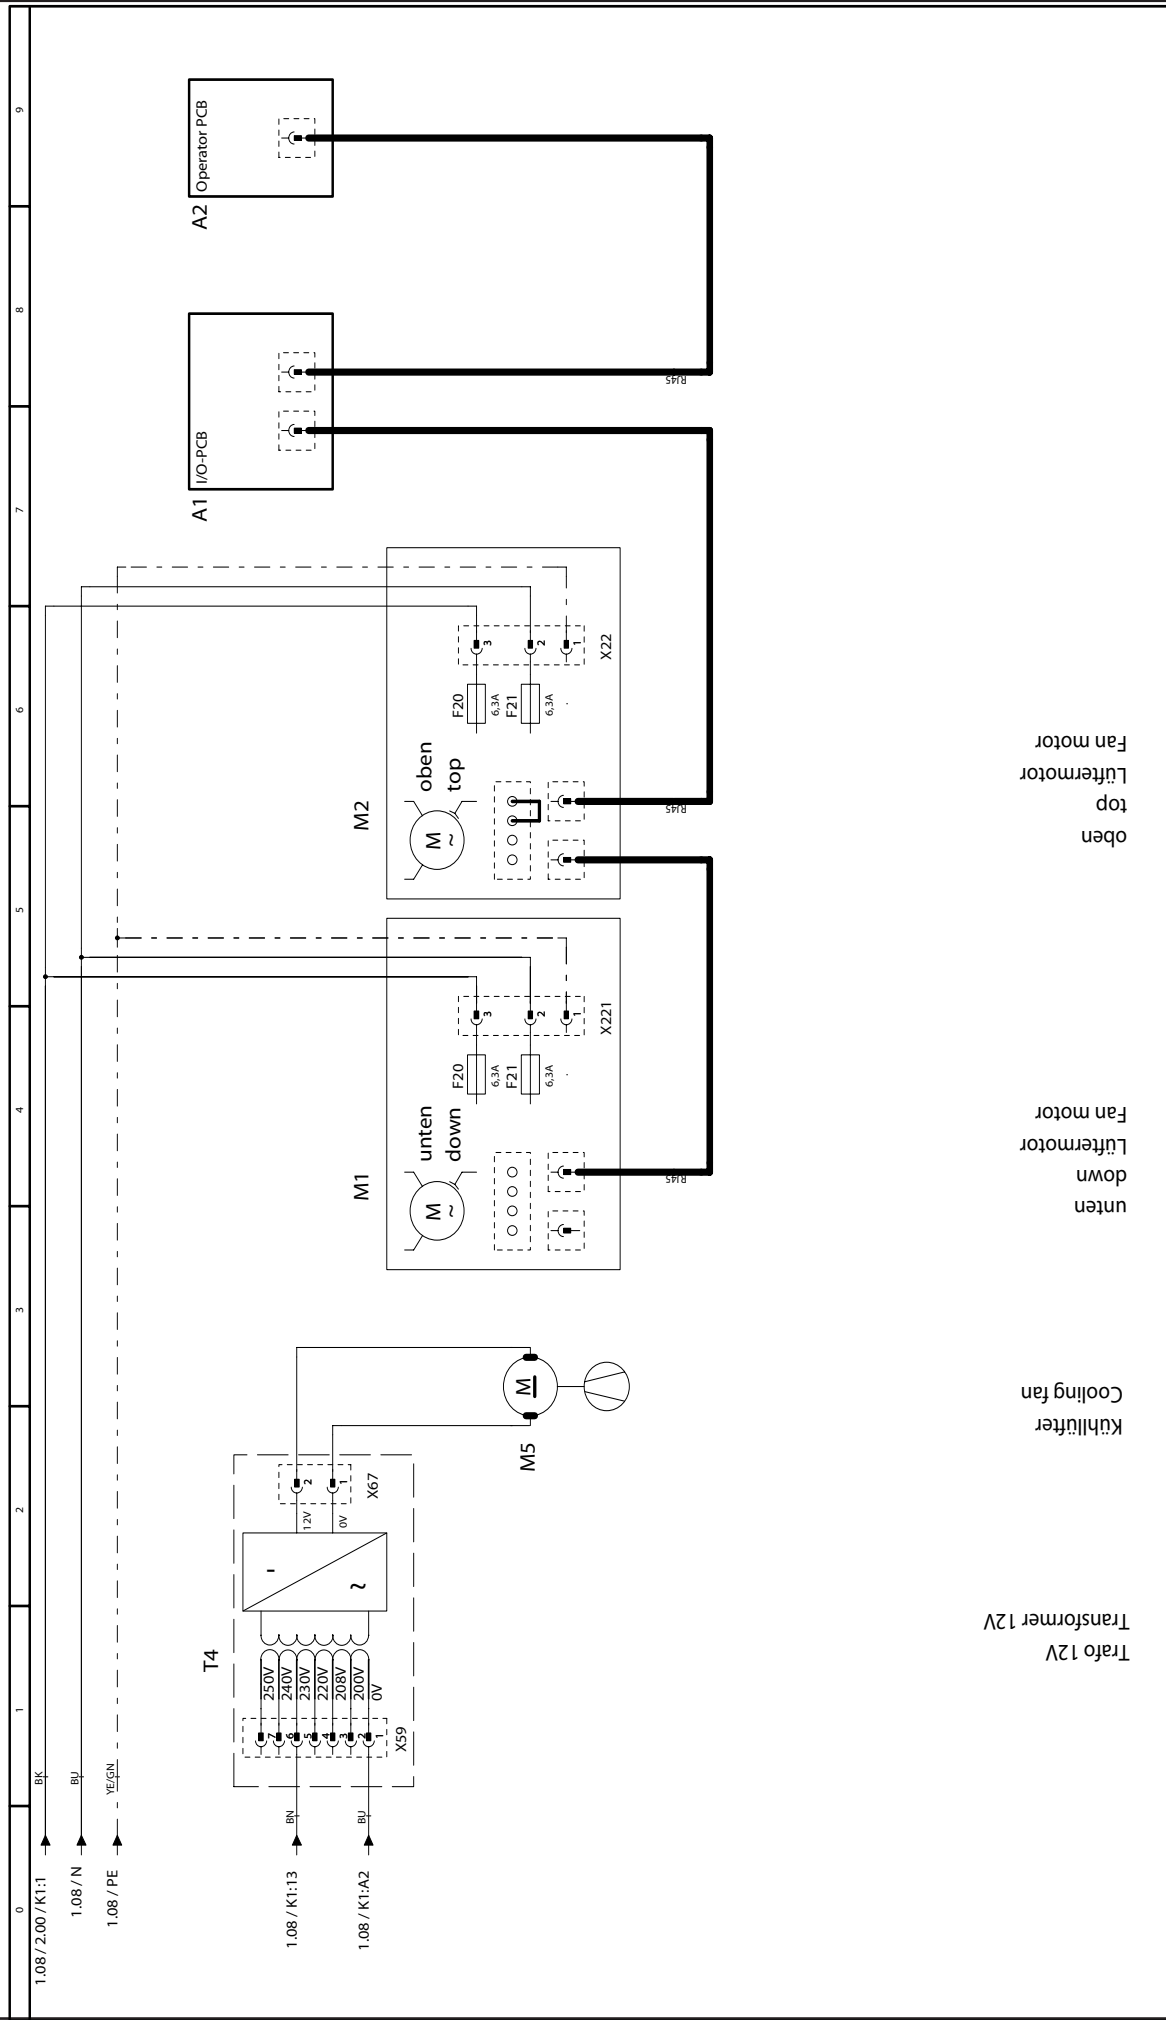 0
1
2
3
4
5
6
7
8
9
1.08 / 2.00 / K1:1
BK
1.08 / N
BU
1.08 / PE
YE/GN
1.08 / K1:13
BN
1.08 / K1:A2
BU
T4
250V
240V
230V
220V
208V
200V
0V
7
6
5
4
3
2
1
X59
12V
0V
2
1
X67
M5
M
M1
M
unten
down
F20
6,3A
F21
6,3A
3
2
1
X221
RJ45
M2
M
oben
top
F20
6,3A
F21
6,3A
3
2
1
X22
RJ45
A1
I/O-PCB
RJ45
A2
Operator PCB
Trafo 12V
Transformer 12V
Kühllüfter
Cooling fan
unten
down
Lüftermotor
Fan motor
oben
top
Lüftermotor
Fan motor